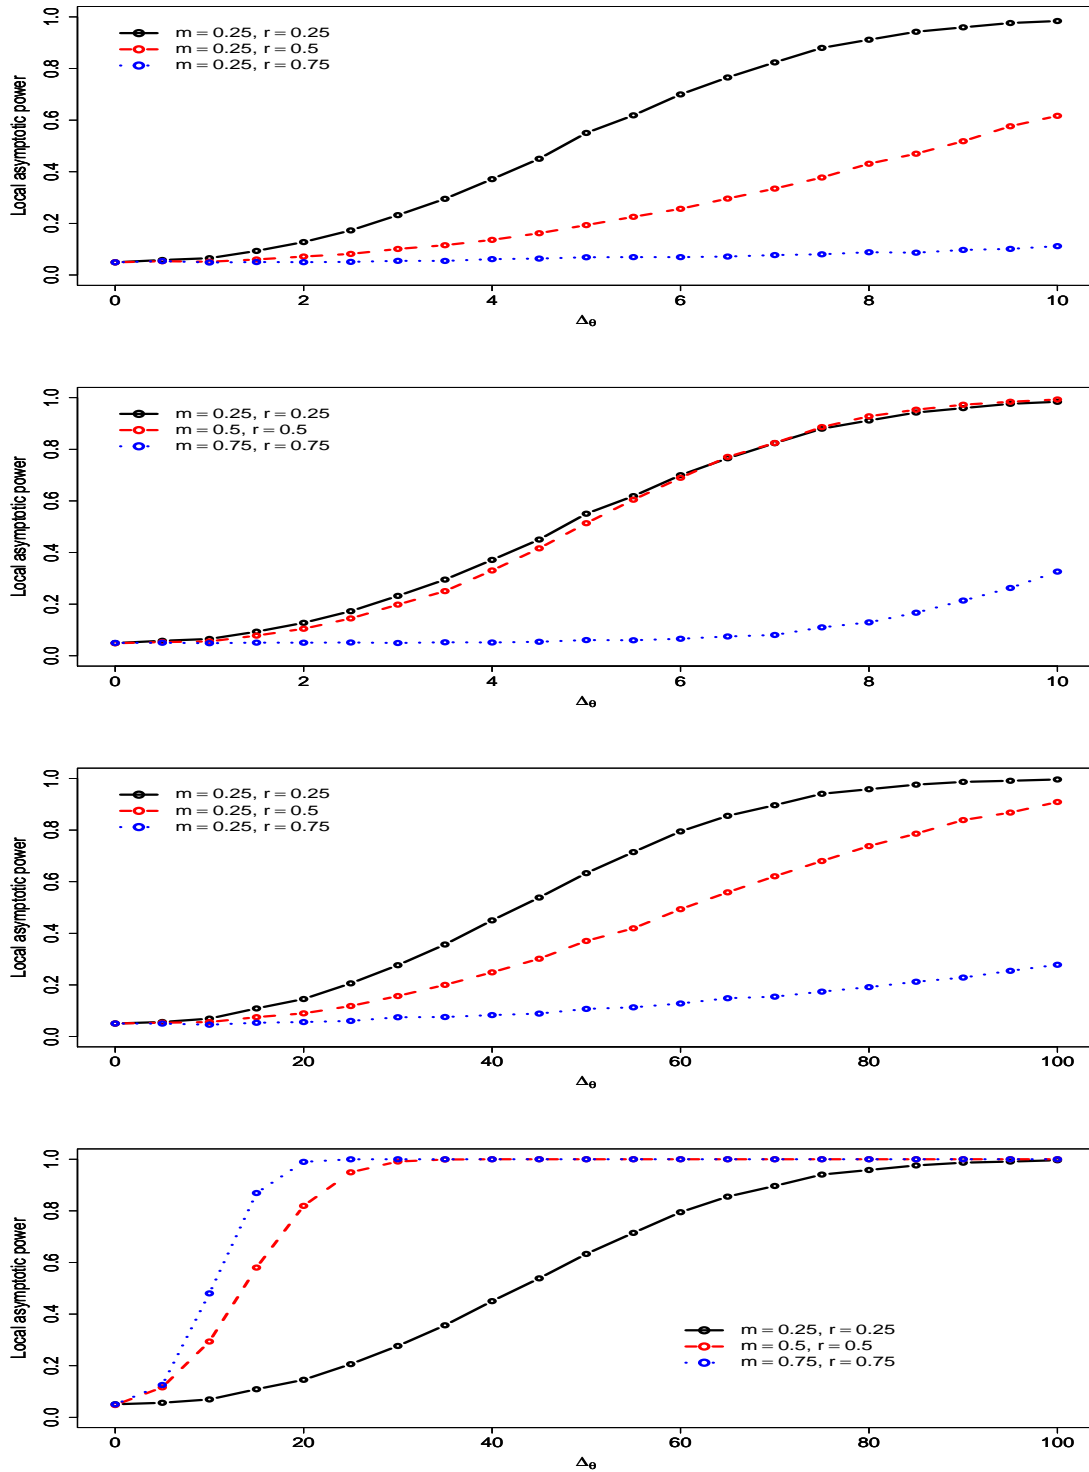 Local asymptotic power
0.0 0.2 0.4 0.6 0.8 1.0
m = 0.25, r = 0.25
m = 0.25, r = 0.5
m = 0.25, r = 0.75
0 2 4 6 8 10
Δθ
Local asymptotic power
0.0 0.2 0.4 0.6 0.8 1.0
m = 0.25, r = 0.25
m = 0.5, r = 0.5
m = 0.75, r = 0.75
0 2 4 6 8 10
Δθ
Local asymptotic power
0.0 0.2 0.4 0.6 0.8 1.0
m = 0.25, r = 0.25
m = 0.25, r = 0.5
m = 0.25, r = 0.75
0 20 40 60 80 100
Δθ
Local asymptotic power
0.0 0.2 0.4 0.6 0.8 1.0
m = 0.25, r = 0.25
m = 0.5, r = 0.5
m = 0.75, r = 0.75
0 20 40 60 80 100
Δθ